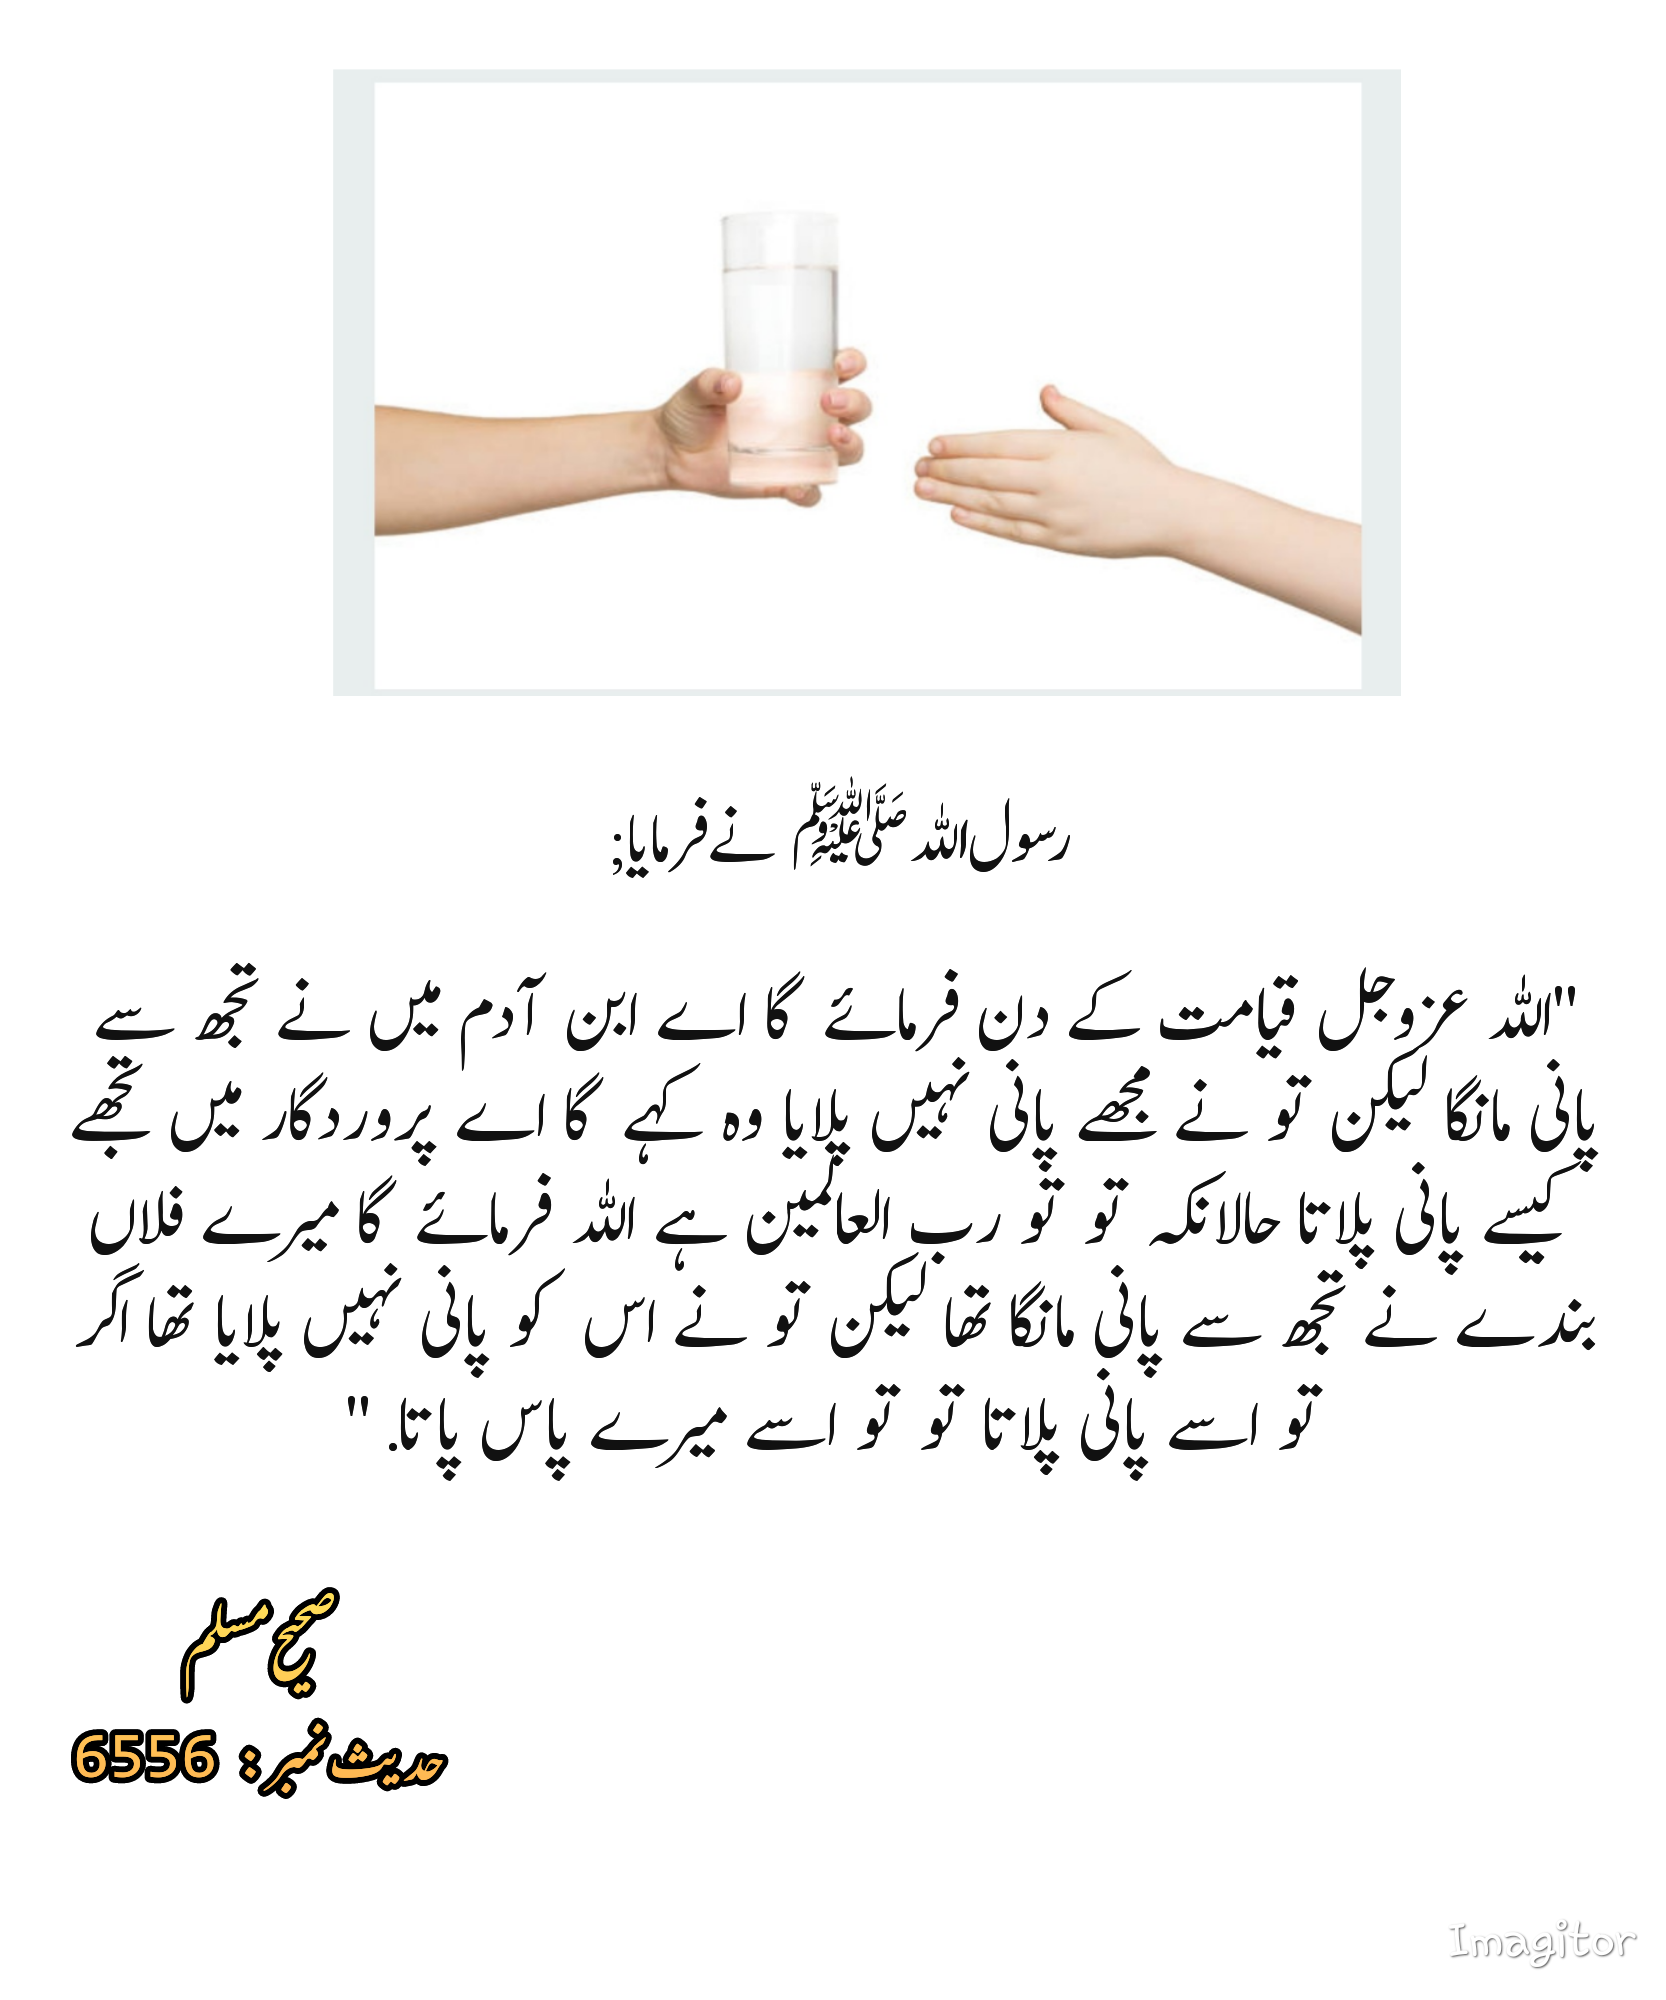 رسول اللہ ﷺ نے فرمایا;
"اللہ عزوجل قیامت کے دن فرمائے گا اے ابن آدم میں نے تجھ سے
پانی مانگا لیکن تو نے مجھے پانی نہیں پلایا وہ کہے گا اے پروردگار میں تجھے
کیسے پانی پلاتا حالانکہ تو تو رب العالمین ہے اللہ فرمائے گا میرے فلاں
بندے نے تجھ سے پانی مانگا تھا لیکن تو نے اس کو پانی نہیں پلایا تھا اگر
تو اسے پانی پلاتا تو تو اسے میرے پاس پاتا. "
صحیح مسلم
حدیث نمبر : 6556
Imagitor